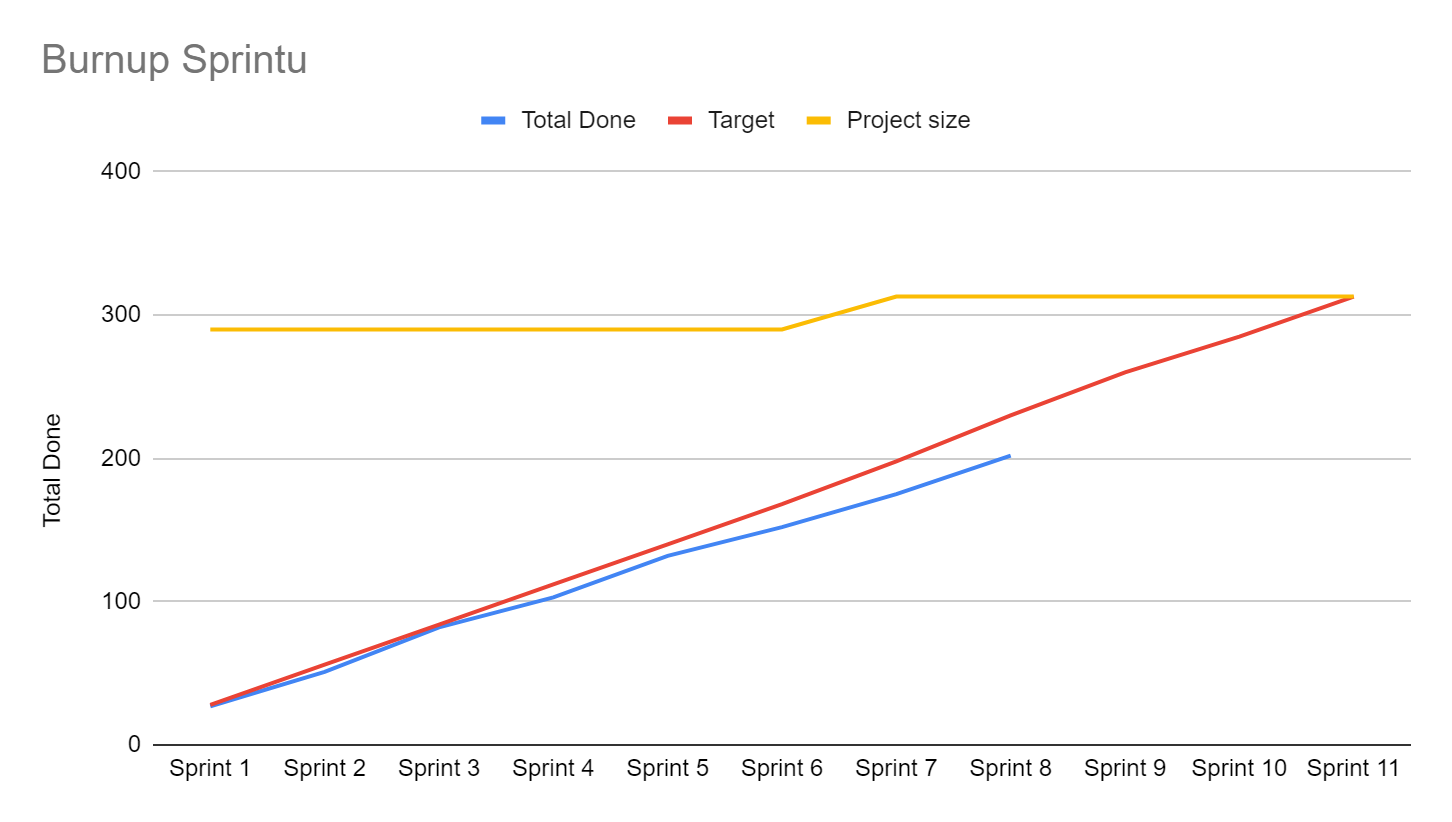 Burnup Sprintu
Total Done Target Project size
400
300
200
100
0
Total Done
Sprint 1 Sprint 2 Sprint 3 Sprint 4 Sprint 5 Sprint 6 Sprint 7 Sprint 8 Sprint 9 Sprint 10 Sprint 11